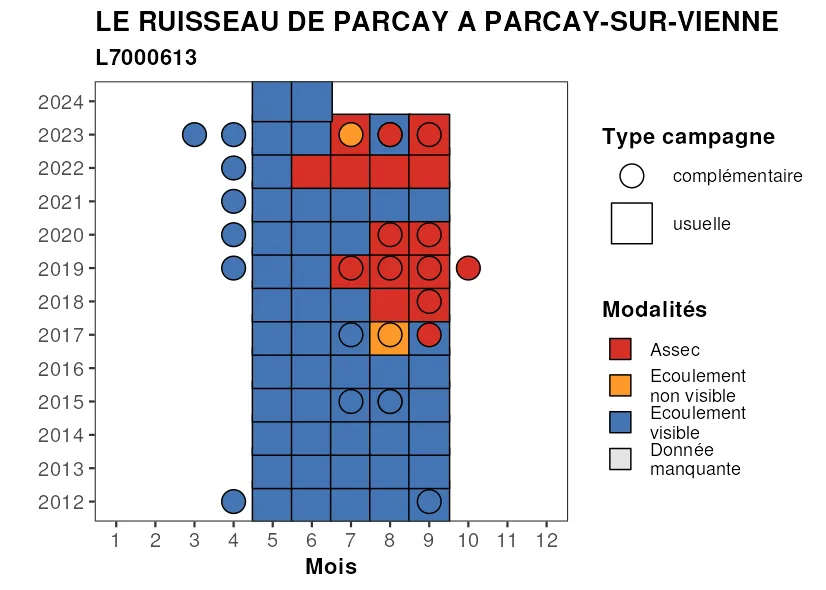 LE RUISSEAU DE PARCAY A PARCAY-SUR-VIENNE
L7000613
2024
2023
2022
2021
2020
2019
2018
2017
2016
2015
2014
2013
2012
1 2 3 4 5 6 7 8 9 10 11 12
Mois
Type campagne
complémentaire
usuelle
Modalités
Assec
Ecoulement
non visible
Ecoulement
visible
Donnée
manquante